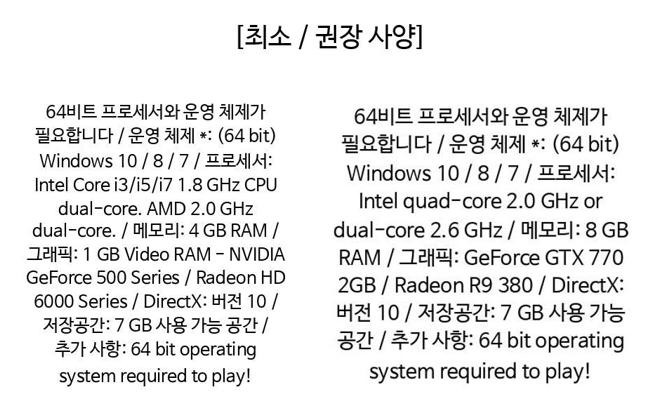 [최소 / 권장 사양]
64비트 프로세서와 운영 체제가
필요합니다 / 운영 체제 *: (64 bit)
Windows 10 / 8 / 7 / 프로세서:
Intel Core i3/i5/i7 1.8 GHz CPU
dual-core. AMD 2.0 GHz
dual-core. / 메모리: 4 GB RAM /
그래픽: 1 GB Video RAM - NVIDIA
GeForce 500 Series / Radeon HD
6000 Series / DirectX: 버전 10 /
저장공간: 7 GB 사용 가능 공간 /
추가 사항: 64 bit operating
system required to play!
64비트 프로세서와 운영 체제가
필요합니다 / 운영 체제 *: (64 bit)
Windows 10 / 8 / 7 / 프로세서:
Intel quad-core 2.0 GHz or
dual-core 2.6 GHz / 메모리: 8 GB
RAM / 그래픽: GeForce GTX 770
2GB / Radeon R9 380 / DirectX:
버전 10 / 저장공간: 7 GB 사용 가능
공간 / 추가 사항: 64 bit operating
system required to play!